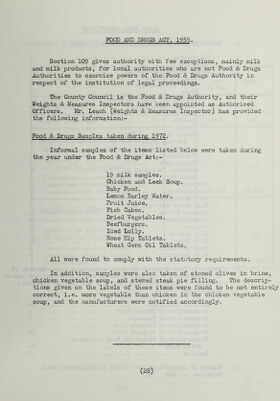 FOOD AND DRUGS ACT, 1955.
Section 109 gives authority with few exceptions, mainly milk
and milk products, for local authorities who are not Food & Drugs
Authorities to exercise powers of the Food & Drugs Authority in
respect of the institution of legal proceedings.
The County Council is the Food & Drugs Authority, and their
Weights & Measures Inspectors have been appointed as Authorised
Officers. Mr. Leach (Weights & Measures Inspector) has provided
the following information:-
Food & Drugs Samples taken during 1972.
Informal samples of the items listed below were taken during
the year under the Food & Drugs Act:-
19 milk samples.
Chicken and Leek Soup.
Baby Food.
Lemon Barley Water.
Fruit Juice.
Fish Cakes.
Dried Vegetables.
Beefburgers.
Iced Lolly.
Rose Hip Tablets.
Wheat Germ Oil Tablets.
All were found to comply with the statutory requirements.
In addition, samples were also taken of stoned olives in brine,
chicken vegetable soup, and stewed steak pie filling. The descrip-
tions given on the labels of these items were found to be not entirely
correct, i.e. more vegetable than chicken in the chicken vegetable
soup, and the manufacturers were notified accordingly.
(28)